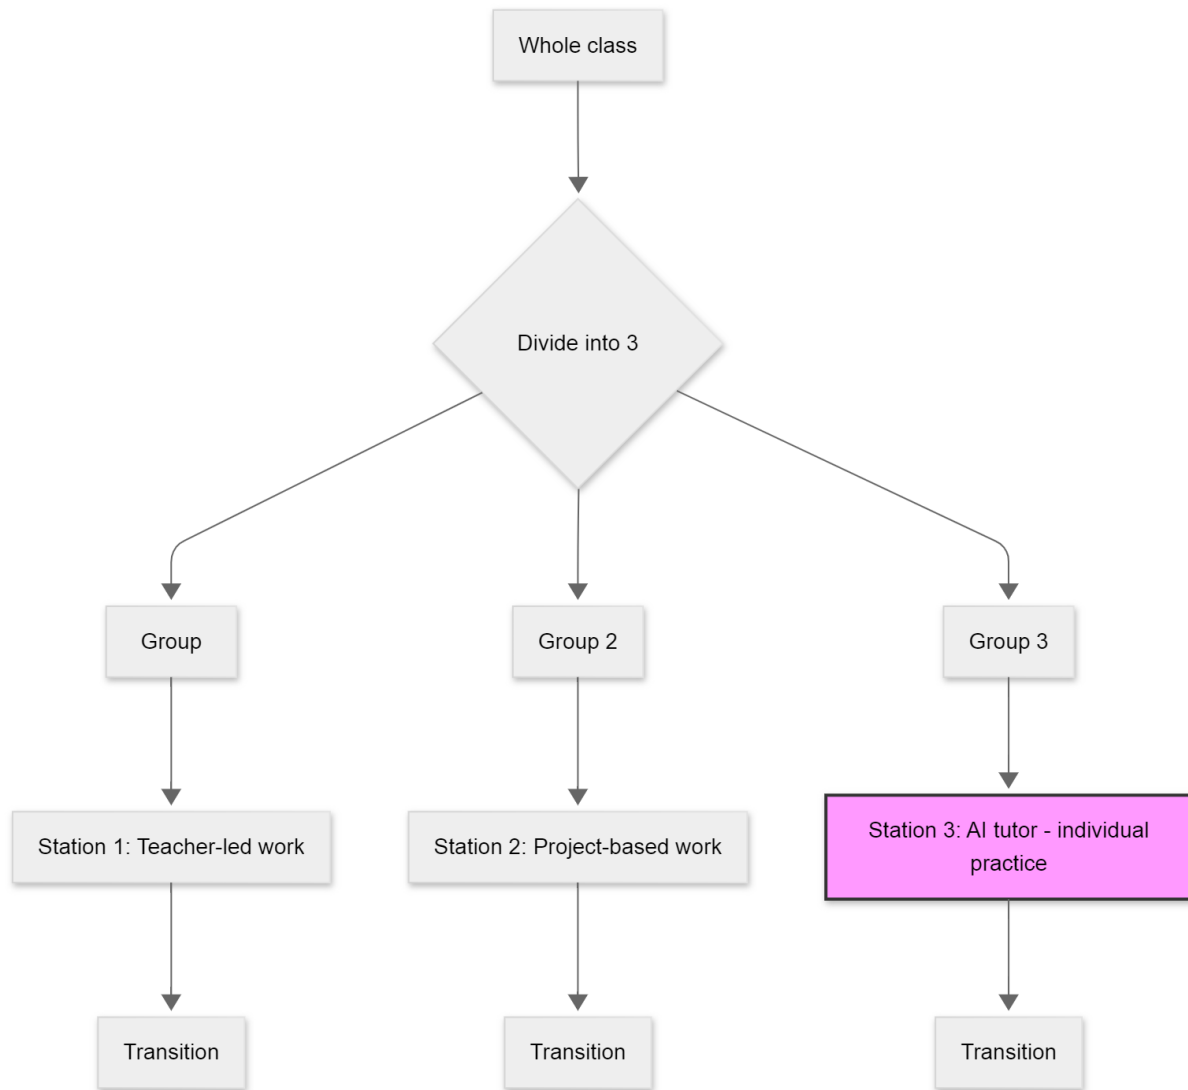 Whole class
Divide into 3
Group
Group 2
Group 3
Station 1: Teacher-led work
Station 2: Project-based work
Station 3: AI tutor - individual
practice
Transition
Transition
Transition